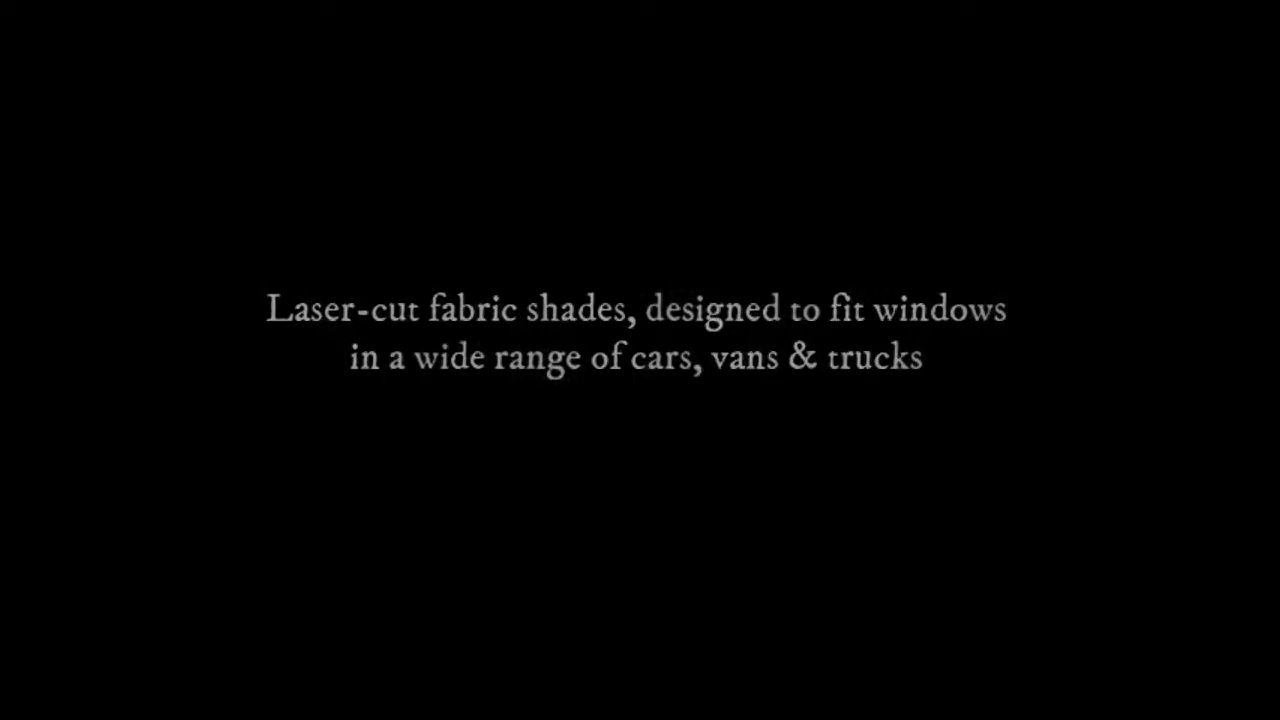 Laser-cut fabric shades, designed to fit windows
in a wide range of cars, vans & trucks